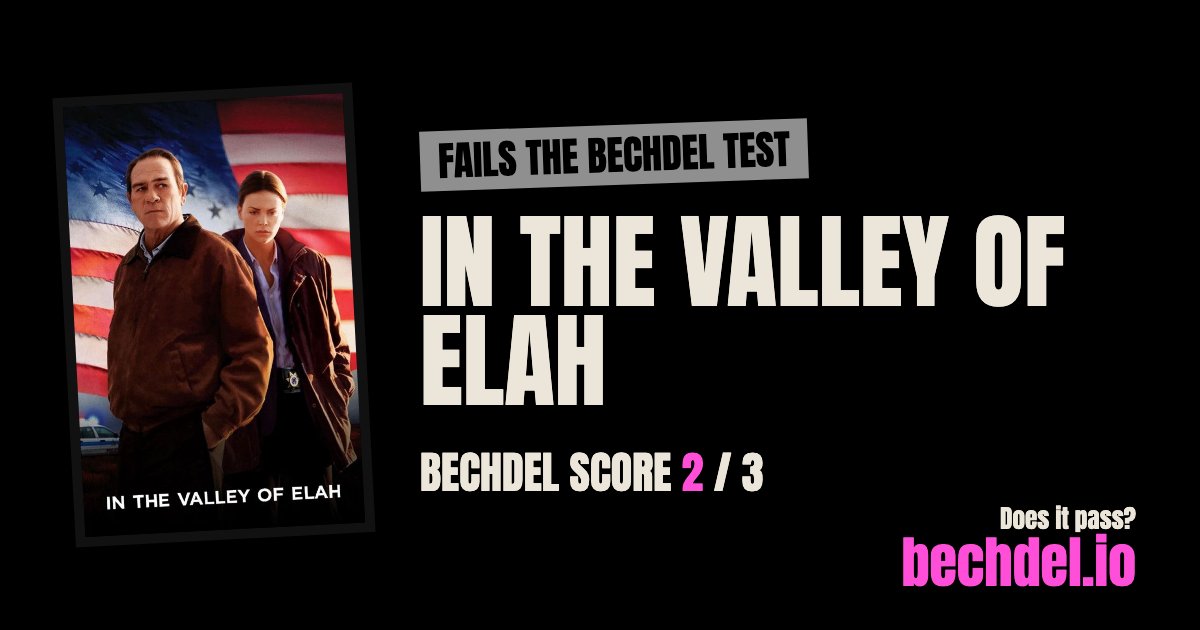 IN THE VALLEY OF ELAH
FAILS THE BECHDEL TEST
IN THE VALLEY OF
ELAH
BECHDEL SCORE 2 / 3
Does it pass?
bechdel.io